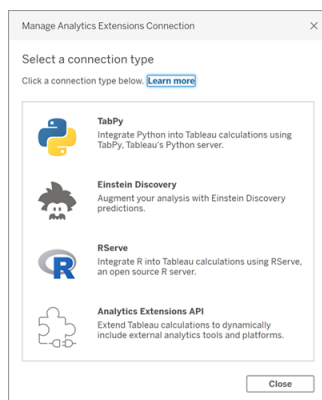 Manage Analytics Extensions Connection
Select a connection type
Click a connection type below. Learn more
TabPy
Integrate Python into Tableau calculations using
TabPy, Tableau's Python server.
Einstein Discovery
Augment your analysis with Einstein Discovery
predictions.
RServe
Integrate R into Tableau calculations using RServe,
an open source R server.
Analytics Extensions API
Extend Tableau calculations to dynamically
include external analytics tools and platforms.
Close